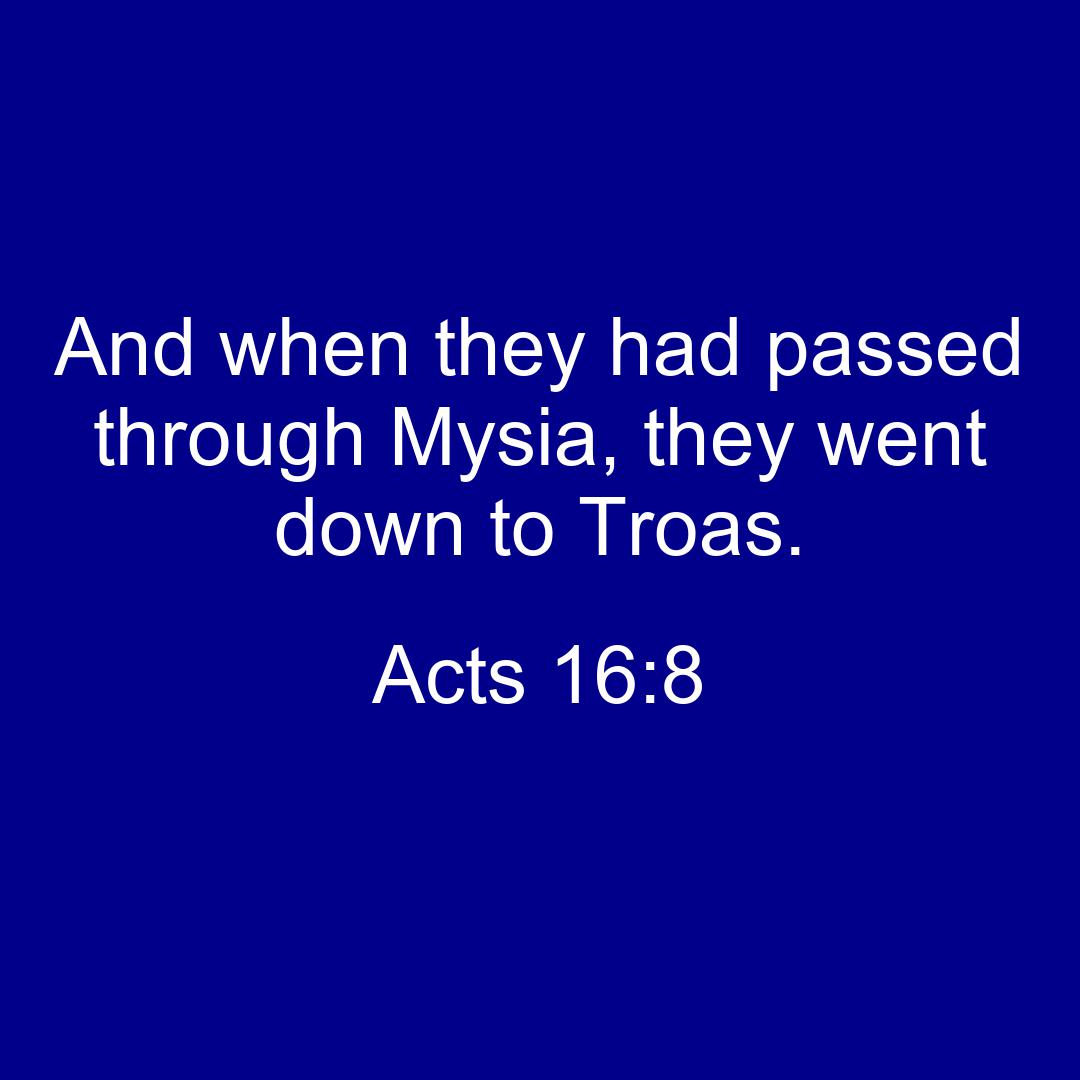 And when they had passed
through Mysia, they went
down to Troas.
Acts 16:8